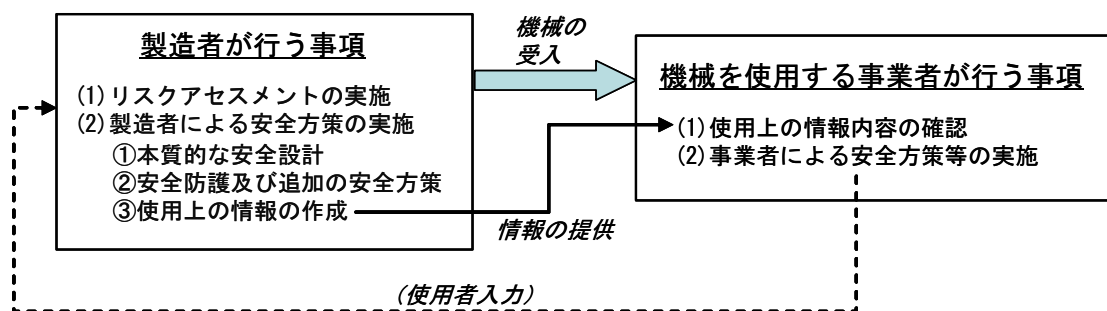 製造者が行う事項
(1)リスクアセスメントの実施
(2)製造者による安全方策の実施
①本質的な安全設計
②安全防護及び追加の安全方策
③使用上の情報の作成
機械の
受入
機械を使用する事業者が行う事項
(1)使用上の情報内容の確認
(2)事業者による安全方策等の実施
情報の提供
(使用者入力)